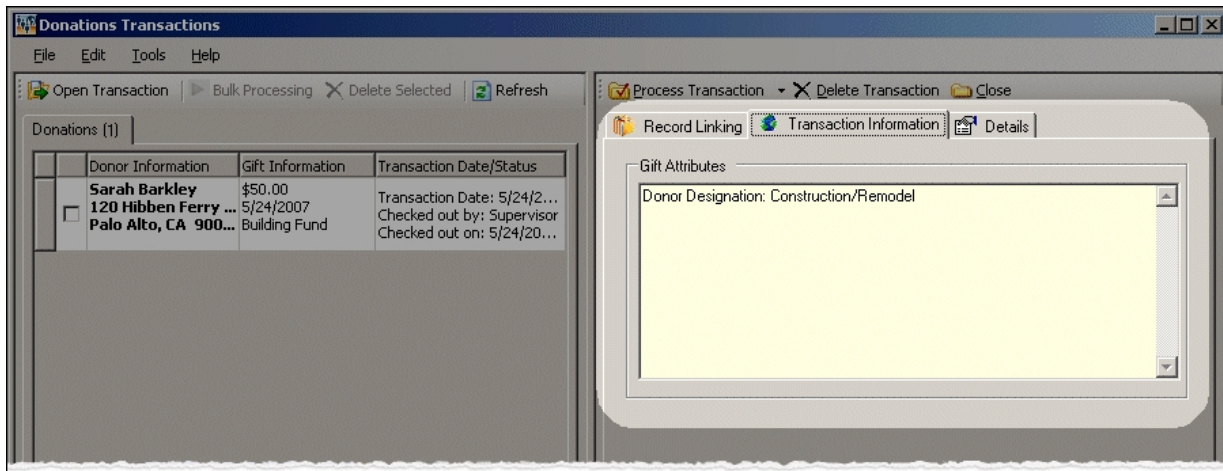 Donations Transactions
File Edit Tools Help
Open Transaction Bulk Processing Delete Selected Refresh
Donations (1)
Donor Information Gift Information Transaction Date/Status
Sarah Barkley $50.00 Transaction Date: 5/24/2...
120 Hibben Ferry ... 5/24/2007 Checked out by: Supervisor
Palo Alto, CA 900... Building Fund Checked out on: 5/24/20...
Process Transaction Delete Transaction Close
Record Linking Transaction Information Details
Gift Attributes
Donor Designation: Construction/Remodel